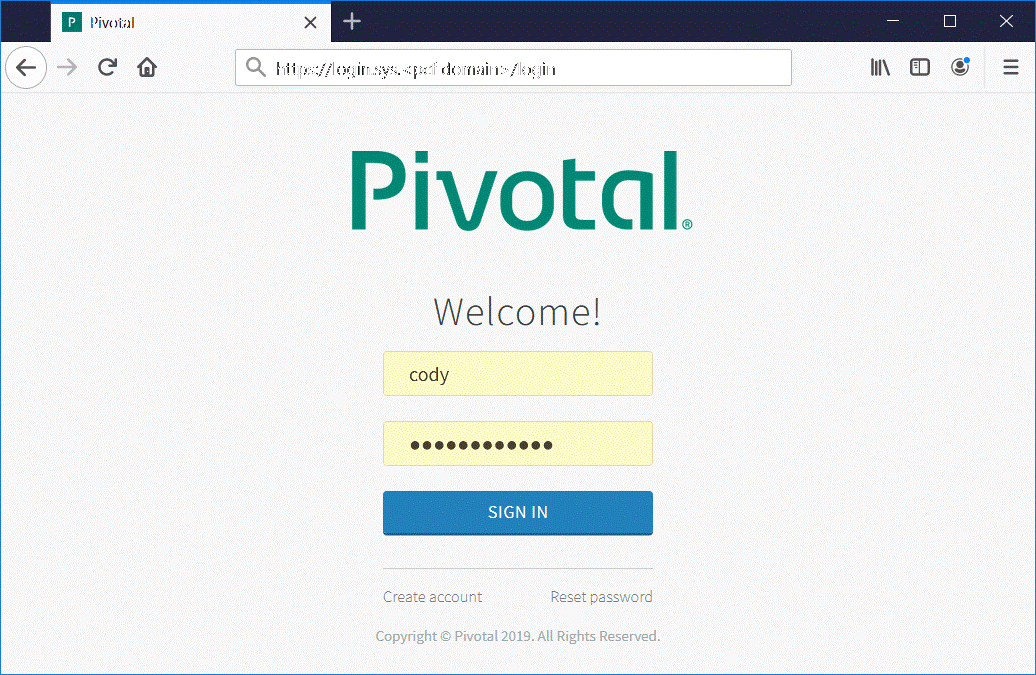 P Pivotal
https://login.sys.<pcf domain>/login
Pivotal®
Welcome!
cody
SIGN IN
Create account Reset password
Copyright © Pivotal 2019. All Rights Reserved.